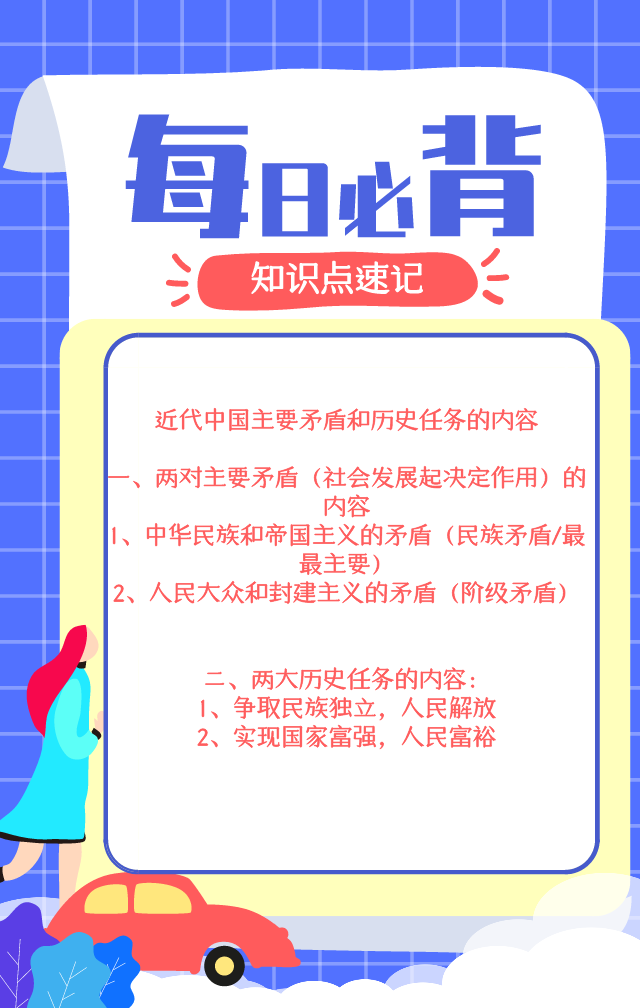 每日必背
知识点速记
近代中国主要矛盾和历史任务的内容
一、两对主要矛盾（社会发展起决定作用）的
内容
1、中华民族和帝国主义的矛盾（民族矛盾/最
最主要）
2、人民大众和封建主义的矛盾（阶级矛盾）
二、两大历史任务的内容：
1、争取民族独立，人民解放
2、实现国家富强，人民富裕